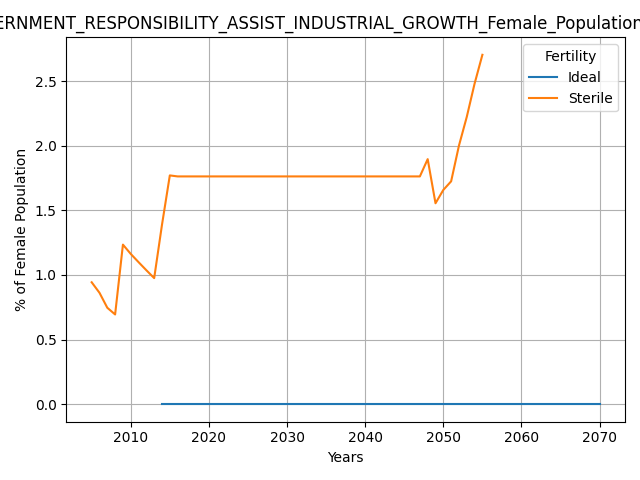 ERNMENT_RESPONSIBILITY_ASSIST_INDUSTRIAL_GROWTH_Female_Population
Fertility
Ideal
Sterile
% of Female Population
2.5
2.0
1.5
1.0
0.5
0.0
2010 2020 2030 2040 2050 2060 2070
Years